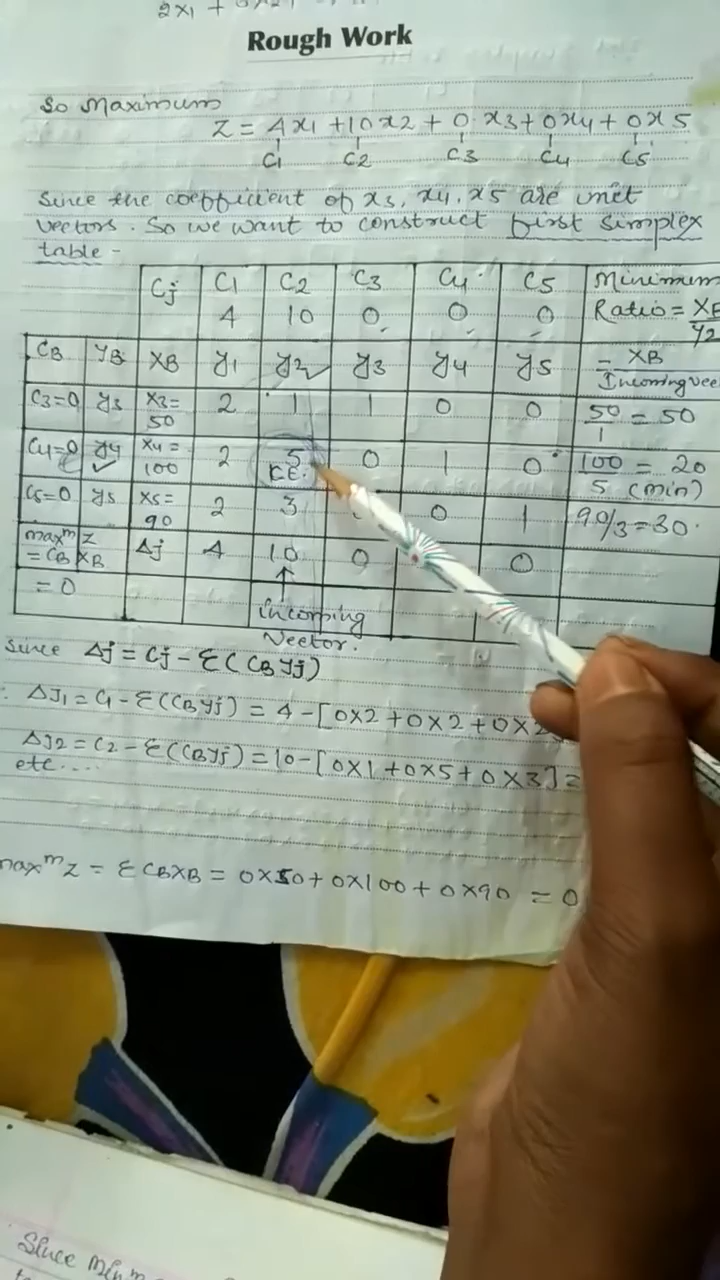 2x1 +
Rough Work
So Maximum
Z = 4x1 + 10x2 + 0.x3 + 0x4 + 0x5
C1 C2 C3 C4 C5
Since the coefficient of x3, x4, x5 are unit
vectors. So we want to construct first simplex
table -
Cj C1 C2 C3 C4 C5 Minimum
4 10 0 0 0 Ratio = XB/Y2
CB YB XB y1 y2 y3 y4 y5 = XB/Incoming vec
C3=0 y3 x3=50 2 1 1 0 0 50/1 = 50
C4=0 y4 x4=100 2 5 0 1 0 100/5 = 20
K.E. (min)
C5=0 y5 x5=90 2 3 0 1 90/3=30
max^m Z = CB XB Δj 4 10 0 0
= 0
↑
incoming
Vector.
Since Δj = Cj - Σ(CB Yj)
ΔJ1 = C1 - Σ(CB Yj) = 4 - [0x2 + 0x2 + 0x2
ΔJ2 = C2 - Σ(CB Yj) = 10 - [0x1 + 0x5 + 0x3] =
etc....
max^m Z = Σ CB XB = 0x50 + 0x100 + 0x90 = 0
Since